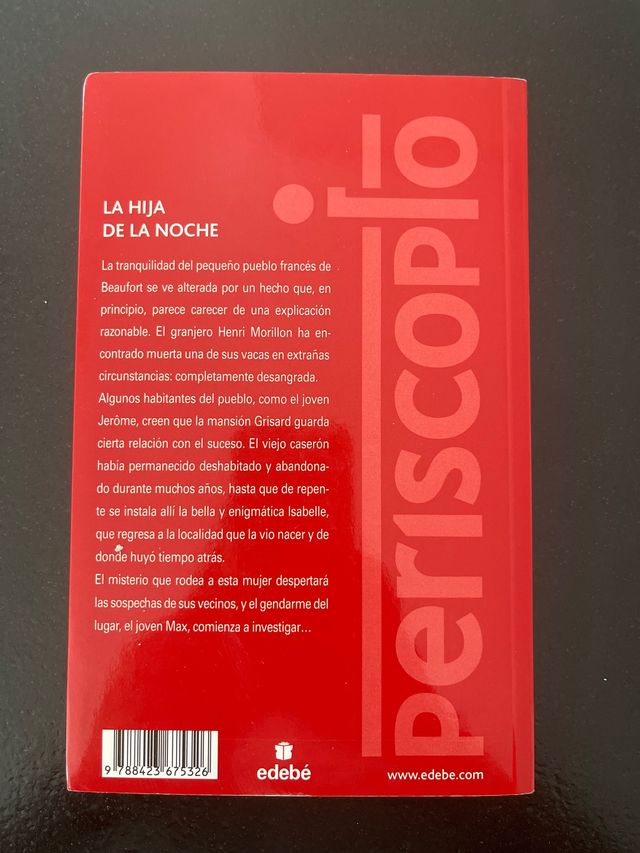 LA HIJA
DE LA NOCHE
La tranquilidad del pequeño pueblo francés de
Beaufort se ve alterada por un hecho que, en
principio, parece carecer de una explicación
razonable. El granjero Henri Morillon ha en-
contrado muerta una de sus vacas en extrañas
circunstancias: completamente desangrada.
Algunos habitantes del pueblo, como el joven
Jerôme, creen que la mansión Grisard guarda
cierta relación con el suceso. El viejo caserón
había permanecido deshabitado y abandona-
do durante muchos años, hasta que de repen-
te se instala allí la bella y enigmática Isabelle,
que regresa a la localidad que la vio nacer y de
donde huyó tiempo atrás.
El misterio que rodea a esta mujer despertará
las sospechas de sus vecinos, y el gendarme del
lugar, el joven Max, comienza a investigar...
periscopio
9 788423 675326
edebé
www.edebe.com